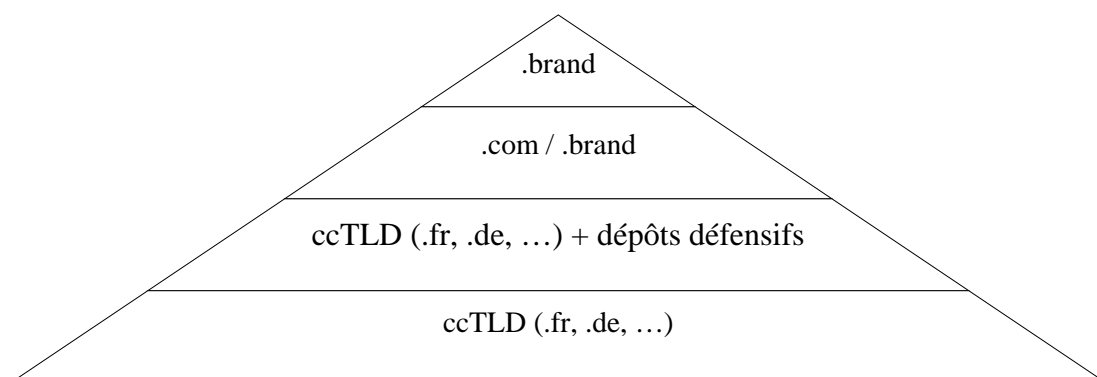 .brand
.com / .brand
ccTLD (.fr, .de, …) + dépôts défensifs
ccTLD (.fr, .de, …)